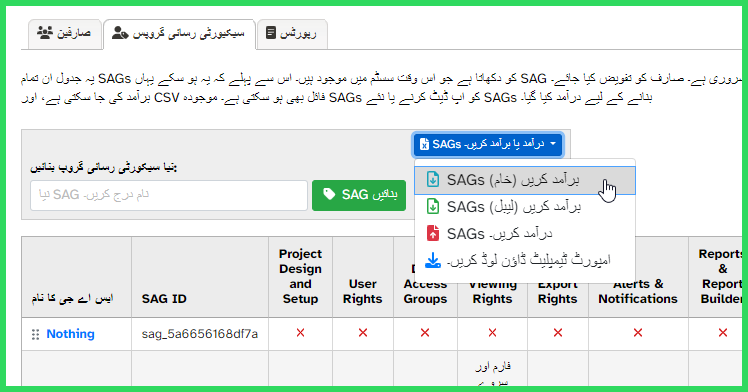 صارفین
سیکیورٹی رسائی گروپس
رپورٹس
یہ جدول ان تمام SAGs کو دکھاتا ہے جو اس وقت سسٹم میں موجود ہیں۔ اس سے پہلے کہ یہ ہو سکے یہاں SAG ضروری ہے۔ صارف کو تفویض کیا جائے۔
برآمد کی جا سکتی ہے، اور CSV فائل بھی ہو سکتی ہے۔ موجودہ SAGs کو اپ ڈیٹ کرنے یا نئے SAGs بنانے کے لیے درآمد کیا گیا۔
SAGs درآمد یا برآمد کریں۔
نیا سیکورٹی رسائی گروپ بنائیں:
نیا SAG نام درج کریں۔
SAG بنائیں
SAGs (خام) برآمد کریں
SAGs (لیبل) برآمد کریں
SAGs درآمد کریں۔
امپورٹ ٹیمپلیٹ ڈاؤن لوڈ کریں۔
ایس اے جی کا نام
SAG ID
Project Design and Setup
User Rights
Access Groups
Viewing Rights
Export Rights
Alerts & Notifications
Reports & Report Builder
Nothing
sag_5a6656168df7a
فارم اور
سروے